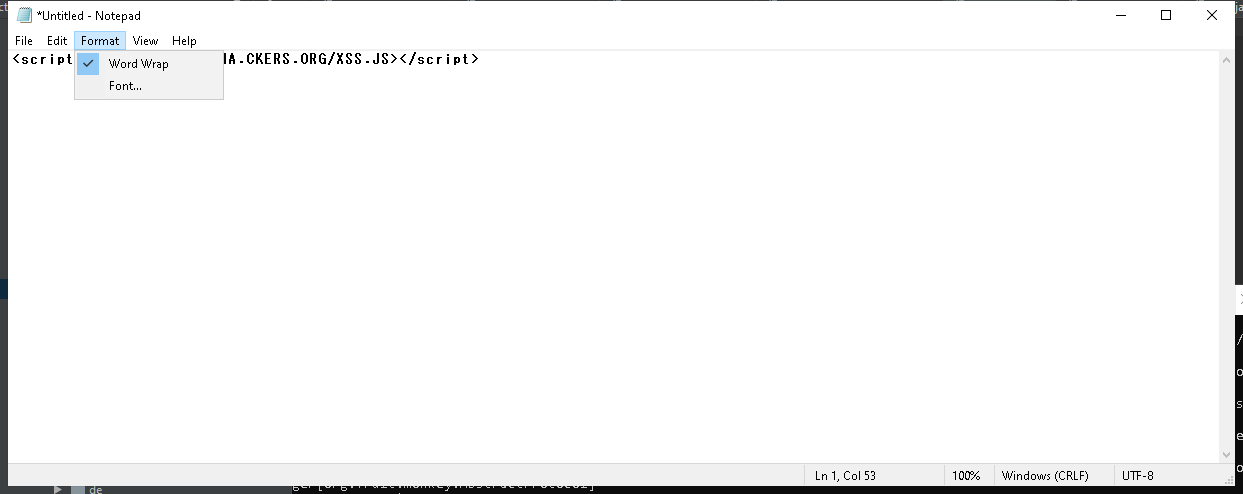 *Untitled - Notepad
File Edit Format View Help
<script IA.CKERS.ORG/XSS.JS></script>
Word Wrap
Font...
Ln 1, Col 53 100% Windows (CRLF) UTF-8
de